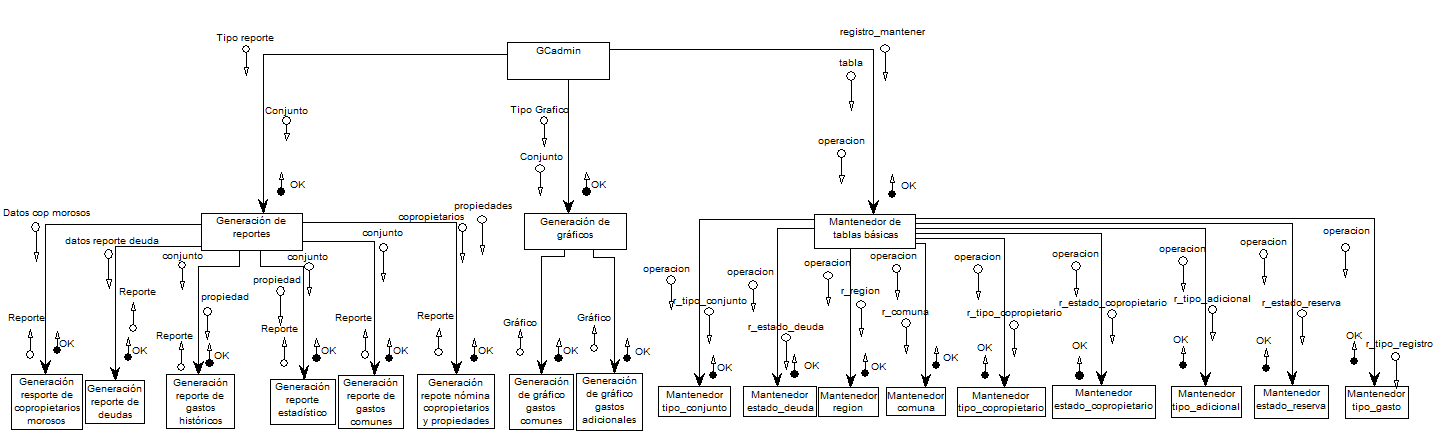 registro_mantener
Tipo reporte
GCadmin
tabla
Conjunto
Tipo Grafico
operacion
Conjunto
OK
OK
OK
Datos cop morosos
Generación de
reportes
copropietarios
propiedades
Generación de
gráficos
Mantenedor de
tablas básicas
datos reporte deuda
conjunto
conjunto
conjunto
propiedad
propiedad
Reporte
Reporte
Reporte
Reporte
Reporte
Reporte
OK
OK
OK
OK
OK
OK
Gráfico
OK
Gráfico
OK
operacion
operacion
operacion
operacion
operacion
operacion
operacion
operacion
operacion
r_tipo_conjunto
r_estado_deuda
r_region
r_comuna
r_tipo_copropietario
r_estado_copropietario
r_tipo_adicional
r_estado_reserva
r_tipo_registro
OK
OK
OK
OK
OK
OK
OK
OK
OK
Generación
resporte de
copropietarios
morosos
Generación
reporte de
deudas
Generación
reporte de
gastos
históricos
Generación
reporte
estadístico
Generación
reporte de
gastos
comunes
Generación
repote nómina
copropietarios
y propiedades
Generación
de gráfico
gastos
comunes
Generación
de gráfico
gastos
adicionales
Mantenedor
tipo_conjunto
Mantenedor
estado_deuda
Mantenedor
region
Mantenedor
comuna
Mantenedor
tipo_copropietario
Mantenedor
estado_copropietario
Mantenedor
tipo_adicional
Mantenedor
estado_reserva
Mantenedor
tipo_gasto